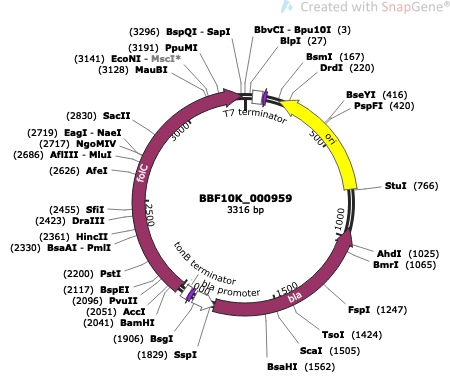 Created with SnapGene®
(3296) BspQI - SapI
BbvCI - Bpu10I (3)
(3191) PpuMI
BlpI (27)
(3141) EcoNI - MscI*
BsmI (167)
(3128) MauBI
DrdI (220)
BseYI (416)
PspFI (420)
T7 terminator
(2830) SacII
3000
500
ori
(2719) EagI - NaeI
(2717) NgoMIV
(2686) AflIII - MluI
(2626) AfeI
folC
StuI (766)
BBF10K_000959
3316 bp
(2455) SfiI
(2423) DraIII
2500
1000
(2361) HincII
(2330) BsaAI - PmlI
AhdI (1025)
BmrI (1065)
tonB terminator
(2200) PstI
(2117) BspEI
bla promoter
1500
bla
(2096) PvuII
(2051) AccI
(2041) BamHI
FspI (1247)
(1906) BsgI
TsoI (1424)
(1829) SspI
ScaI (1505)
BsaHI (1562)